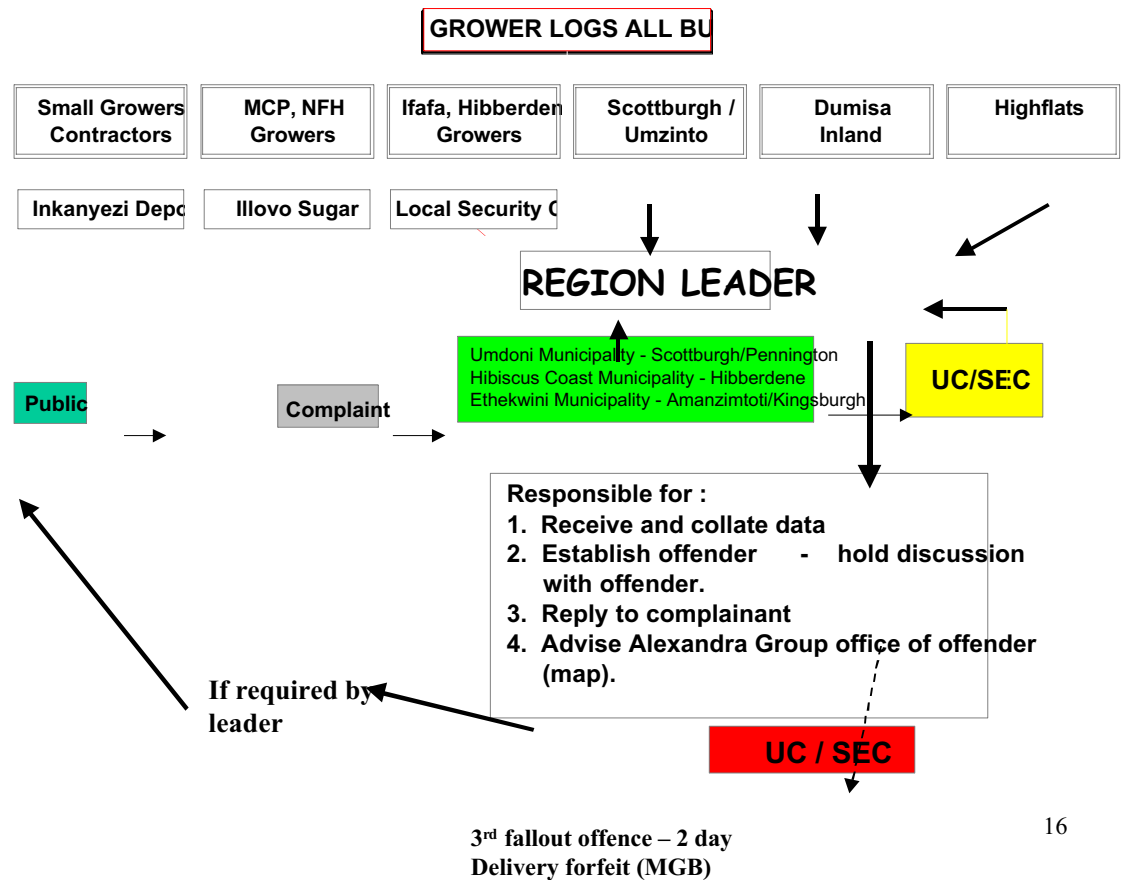 GROWER LOGS ALL BU
Small Growers
Contractors
MCP, NFH
Growers
Ifafa, Hibberden
Growers
Scottburgh /
Umzinto
Dumisa
Inland
Highflats
Inkanyezi Depo
Illovo Sugar
Local Security C
REGION LEADER
Umdoni Municipality - Scottburgh/Pennington
Hibiscus Coast Municipality - Hibberdene
Ethekwini Municipality - Amanzimtoti/Kingsburgh
UC/SEC
Public
Complaint
Responsible for :
1. Receive and collate data
2. Establish offender - hold discussion
with offender.
3. Reply to complainant
4. Advise Alexandra Group office of offender
(map).
If required by
leader
UC / SEC
3rd fallout offence – 2 day
Delivery forfeit (MGB)
16